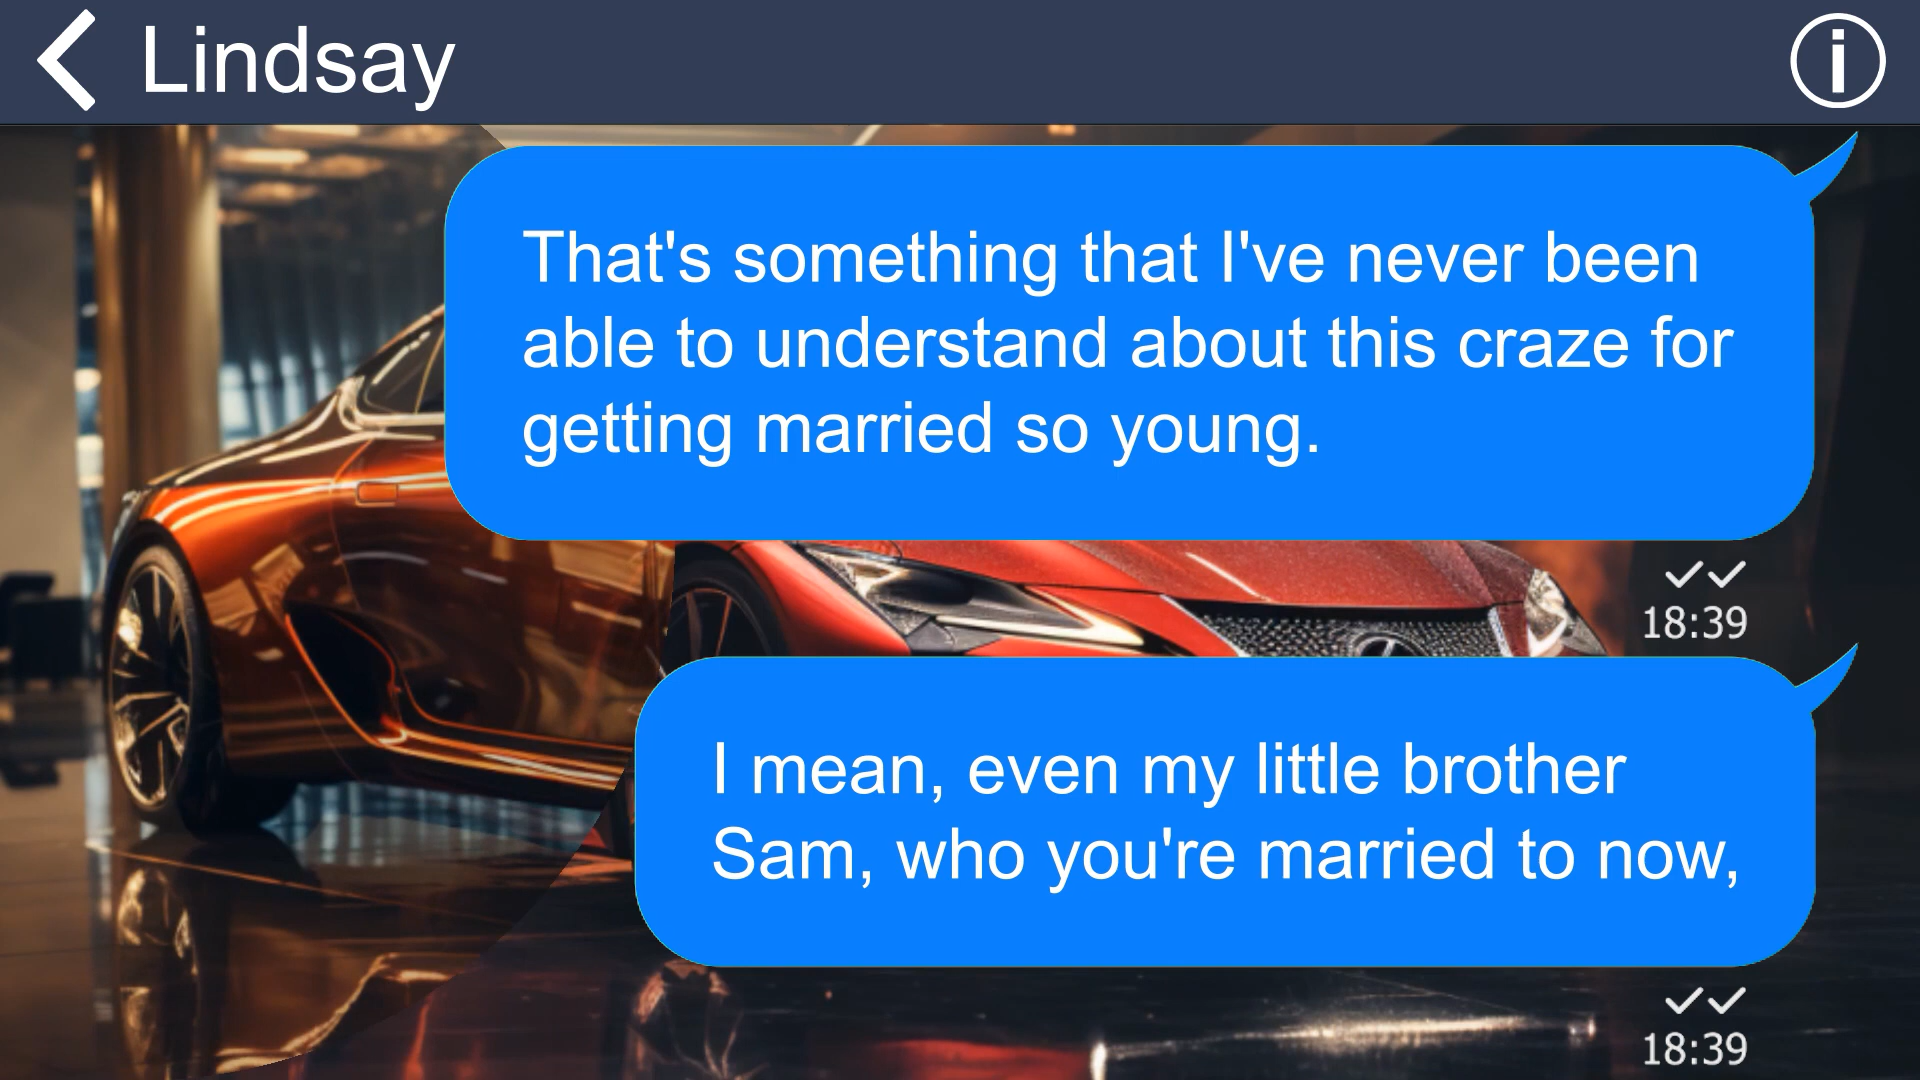 Lindsay
That's something that I've never been
able to understand about this craze for
getting married so young.
18:39
I mean, even my little brother
Sam, who you're married to now,
18:39